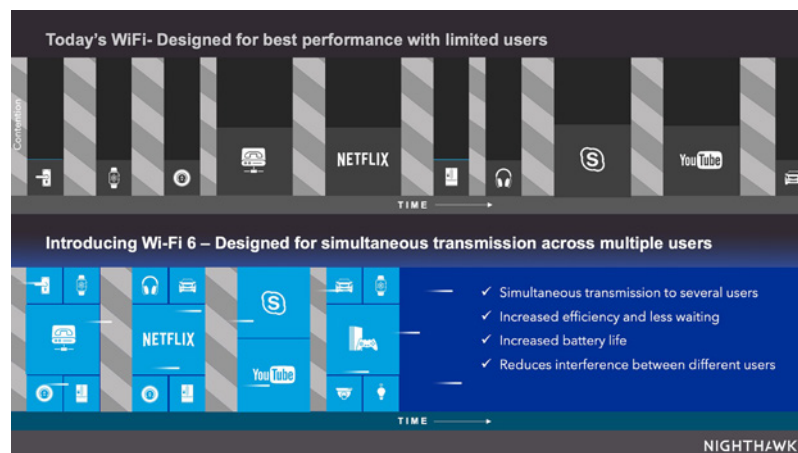 Today's WiFi- Designed for best performance with limited users
Contention
NETFLIX
S
YouTube
TIME
Introducing Wi-Fi 6 – Designed for simultaneous transmission across multiple users
S
NETFLIX
YouTube
✓ Simultaneous transmission to several users
✓ Increased efficiency and less waiting
✓ Increased battery life
✓ Reduces interference between different users
TIME
NIGHTHAWK